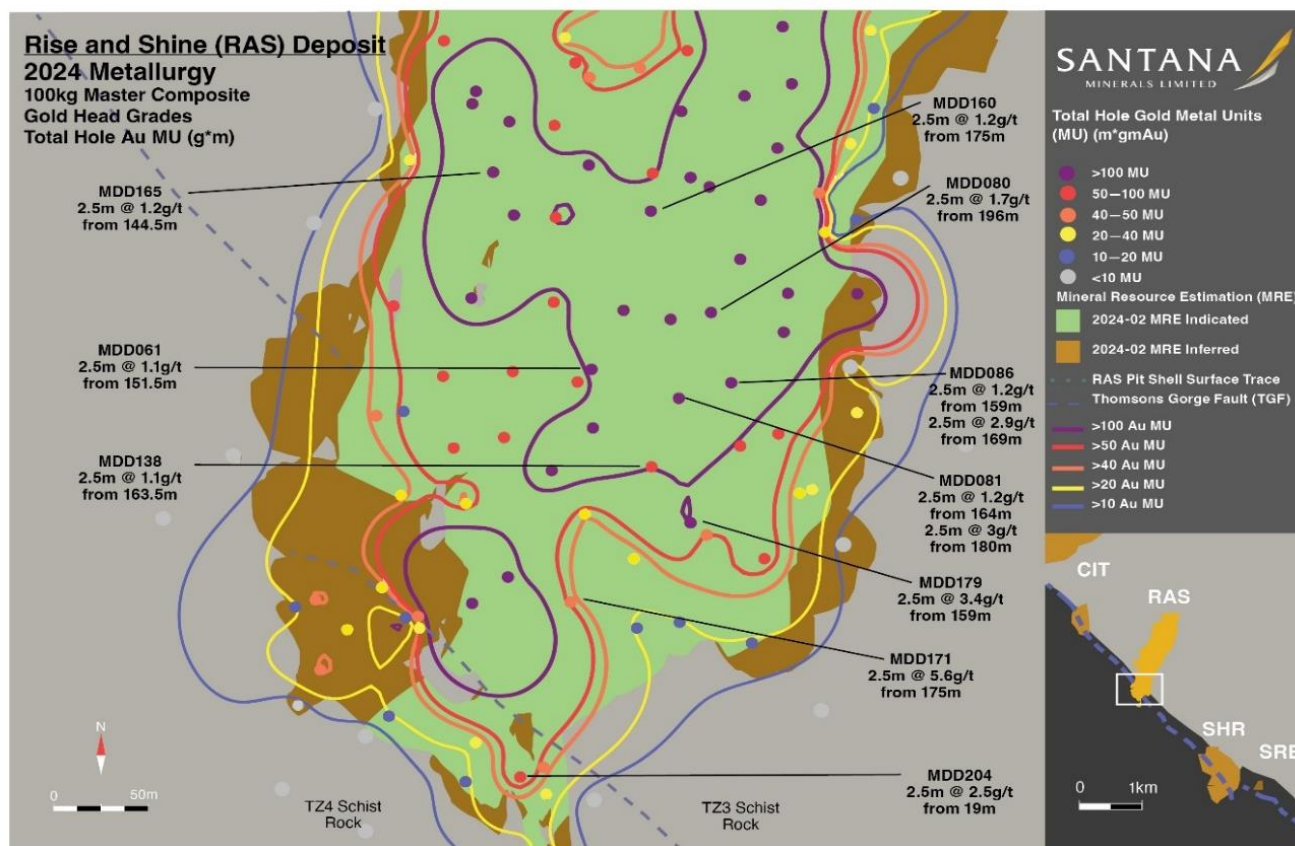 Rise and Shine (RAS) Deposit
2024 Metallurgy
100kg Master Composite
Gold Head Grades
Total Hole Au MU (g*m)
MDD165
2.5m @ 1.2g/t
from 144.5m
MDD061
2.5m @ 1.1g/t
from 151.5m
MDD138
2.5m @ 1.1g/t
from 163.5m
MDD160
2.5m @ 1.2g/t
from 175m
MDD080
2.5m @ 1.7g/t
from 196m
MDD086
2.5m @ 1.2g/t
from 159m
2.5m @ 2.9g/t
from 169m
MDD081
2.5m @ 1.2g/t
from 164m
2.5m @ 3g/t
from 180m
MDD179
2.5m @ 3.4g/t
from 159m
MDD171
2.5m @ 5.6g/t
from 175m
MDD204
2.5m @ 2.5g/t
from 19m
N
0 50m
TZ4 Schist
Rock
TZ3 Schist
Rock
SANTANA
MINERALS LIMITED
Total Hole Gold Metal Units
(MU) (m*gmAu)
>100 MU
50—100 MU
40—50 MU
20—40 MU
10—20 MU
<10 MU
Mineral Resource Estimation (MRE)
2024-02 MRE Indicated
2024-02 MRE Inferred
RAS Pit Shell Surface Trace
Thomsons Gorge Fault (TGF)
>100 Au MU
>50 Au MU
>40 Au MU
>20 Au MU
>10 Au MU
CIT
RAS
SHR
SRE
0 1km